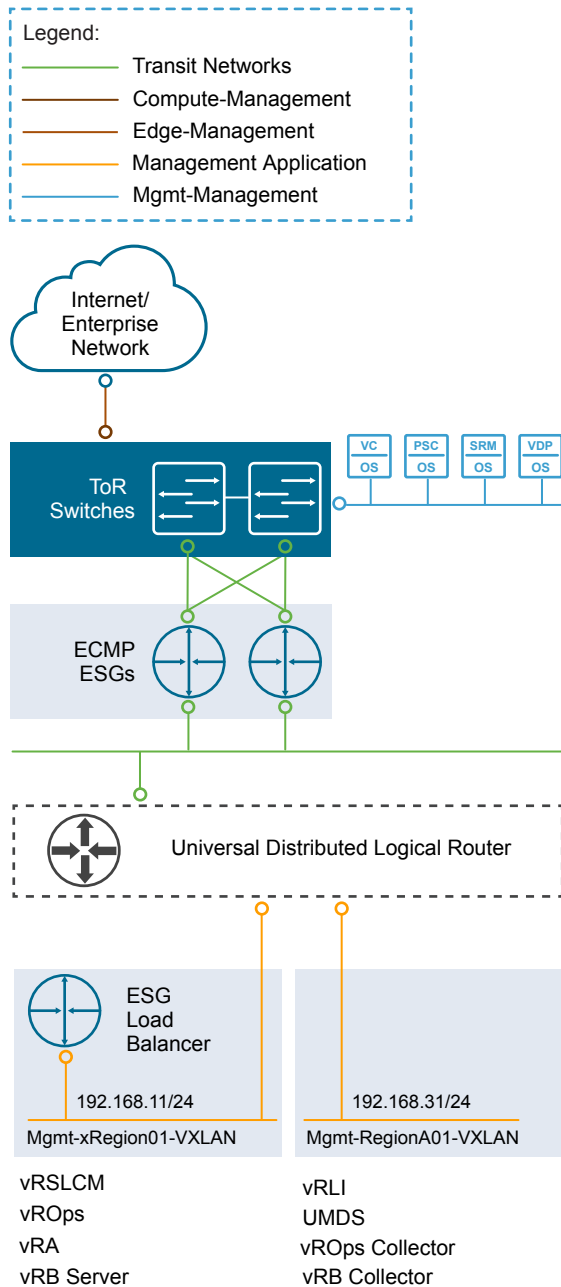 Legend:
Transit Networks
Compute-Management
Edge-Management
Management Application
Mgmt-Management
Internet/
Enterprise
Network
VC
OS
PSC
OS
SRM
OS
VDP
OS
ToR
Switches
ECMP
ESGs
Universal Distributed Logical Router
ESG
Load
Balancer
192.168.11/24
Mgmt-xRegion01-VXLAN
192.168.31/24
Mgmt-RegionA01-VXLAN
vRSLCM
vROps
vRA
vRB Server
vRLI
UMDS
vROps Collector
vRB Collector